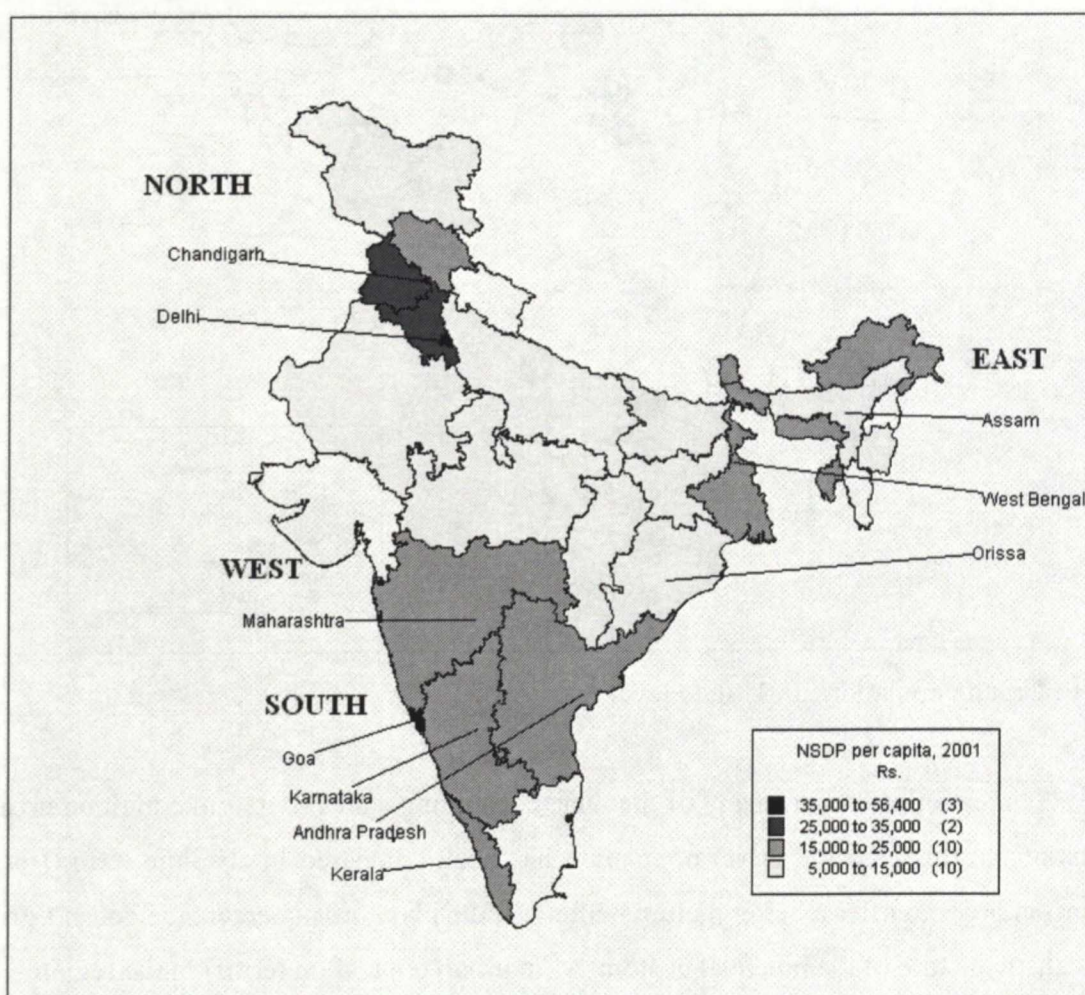 NORTH
Chandigarh
Delhi
EAST
Assam
West Bengal
Orissa
WEST
Maharashtra
SOUTH
Goa
Karnataka
Andhra Pradesh
Kerala
NSDP per capita, 2001
Rs.
35,000 to 56,400 (3)
25,000 to 35,000 (2)
15,000 to 25,000 (10)
5,000 to 15,000 (10)